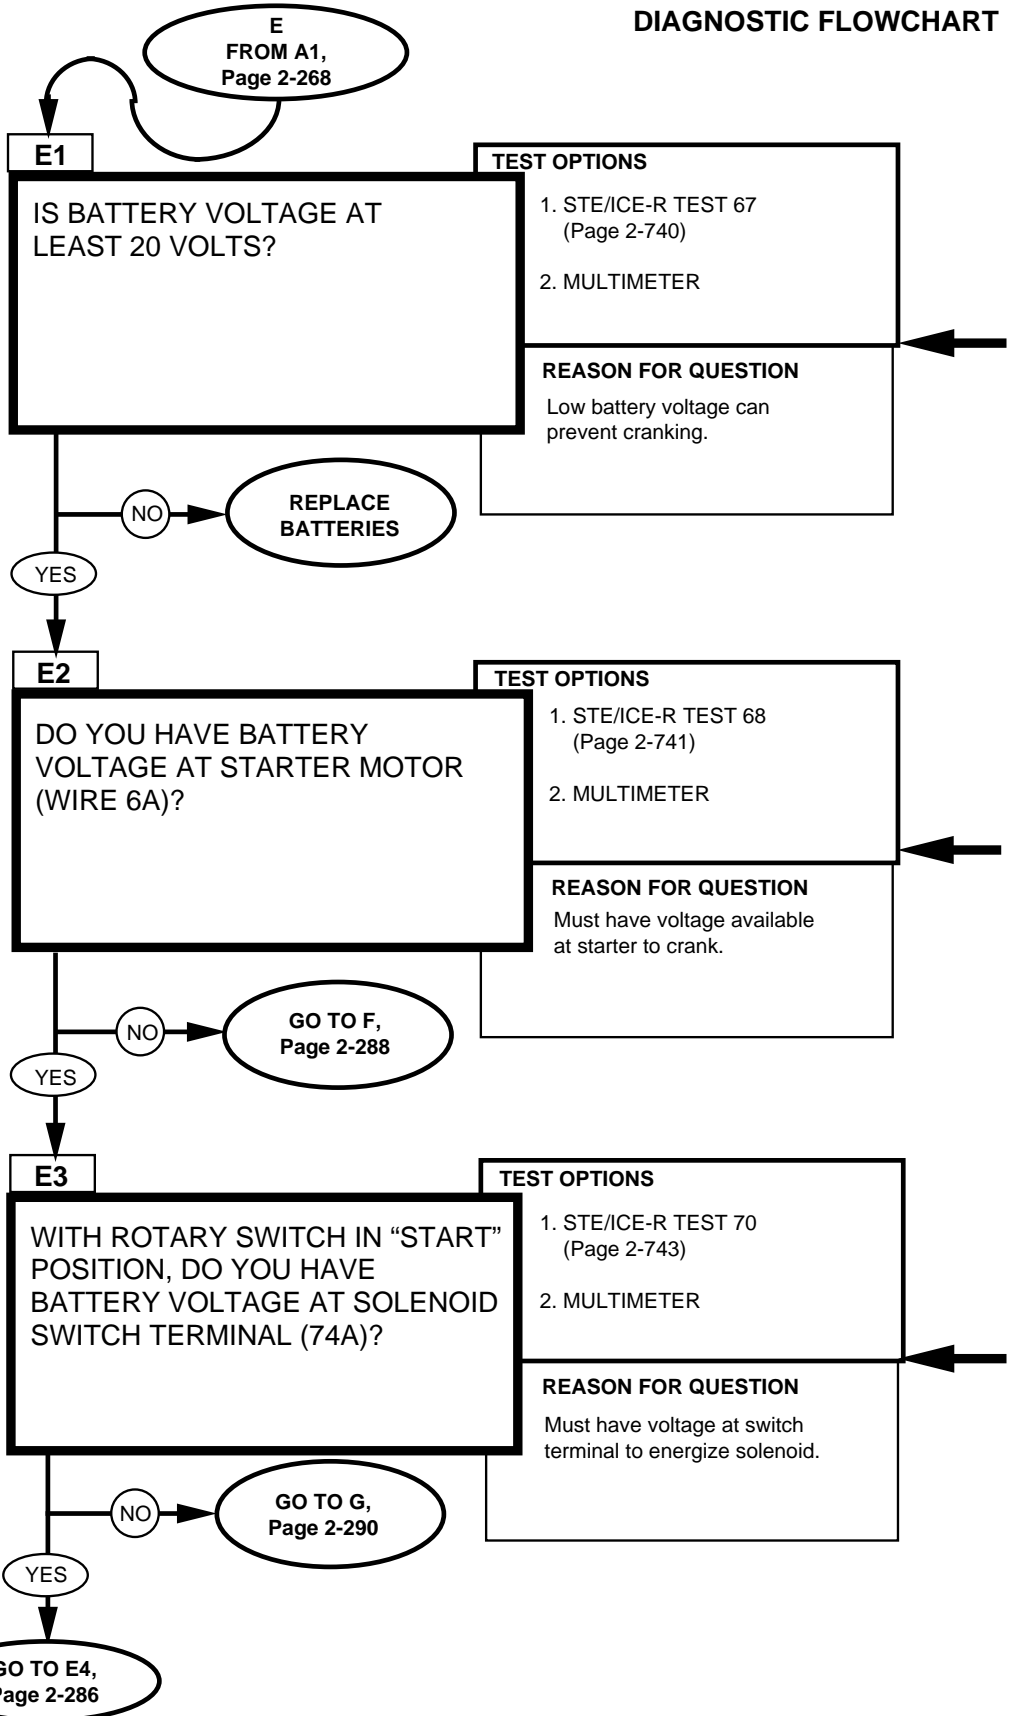 DIAGNOSTIC FLOWCHART
E
FROM A1,
Page 2-268
E1
IS BATTERY VOLTAGE AT
LEAST 20 VOLTS?
TEST OPTIONS
1. STE/ICE-R TEST 67
(Page 2-740)
2. MULTIMETER
REASON FOR QUESTION
Low battery voltage can
prevent cranking.
NO
REPLACE
BATTERIES
YES
E2
DO YOU HAVE BATTERY
VOLTAGE AT STARTER MOTOR
(WIRE 6A)?
TEST OPTIONS
1. STE/ICE-R TEST 68
(Page 2-741)
2. MULTIMETER
REASON FOR QUESTION
Must have voltage available
at starter to crank.
NO
GO TO F,
Page 2-288
YES
E3
WITH ROTARY SWITCH IN “START”
POSITION, DO YOU HAVE
BATTERY VOLTAGE AT SOLENOID
SWITCH TERMINAL (74A)?
TEST OPTIONS
1. STE/ICE-R TEST 70
(Page 2-743)
2. MULTIMETER
REASON FOR QUESTION
Must have voltage at switch
terminal to energize solenoid.
NO
GO TO G,
Page 2-290
YES
GO TO E4,
Page 2-286